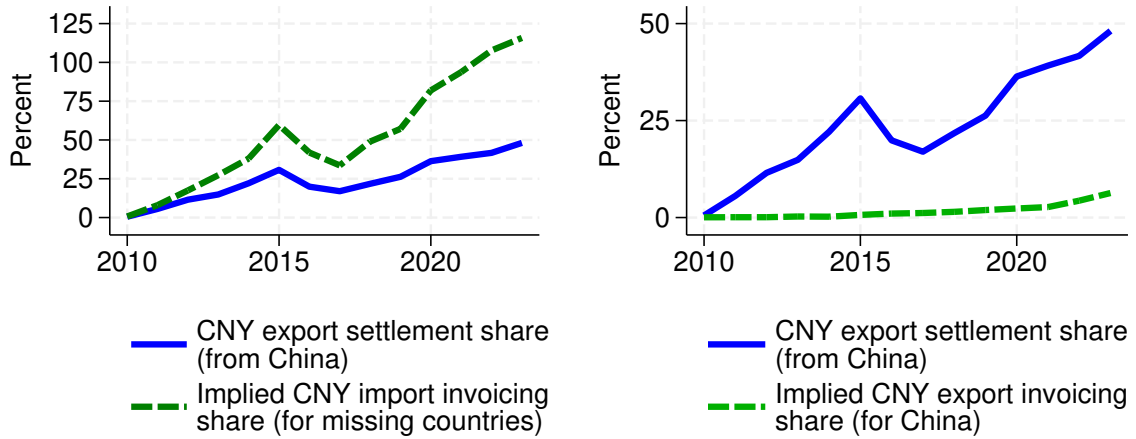 125
100
75
50
25
0
Percent
2010
2015
2020
CNY export settlement share
(from China)
Implied CNY import invoicing
share (for missing countries)
50
25
0
Percent
2010
2015
2020
CNY export settlement share
(from China)
Implied CNY export invoicing
share (for China)